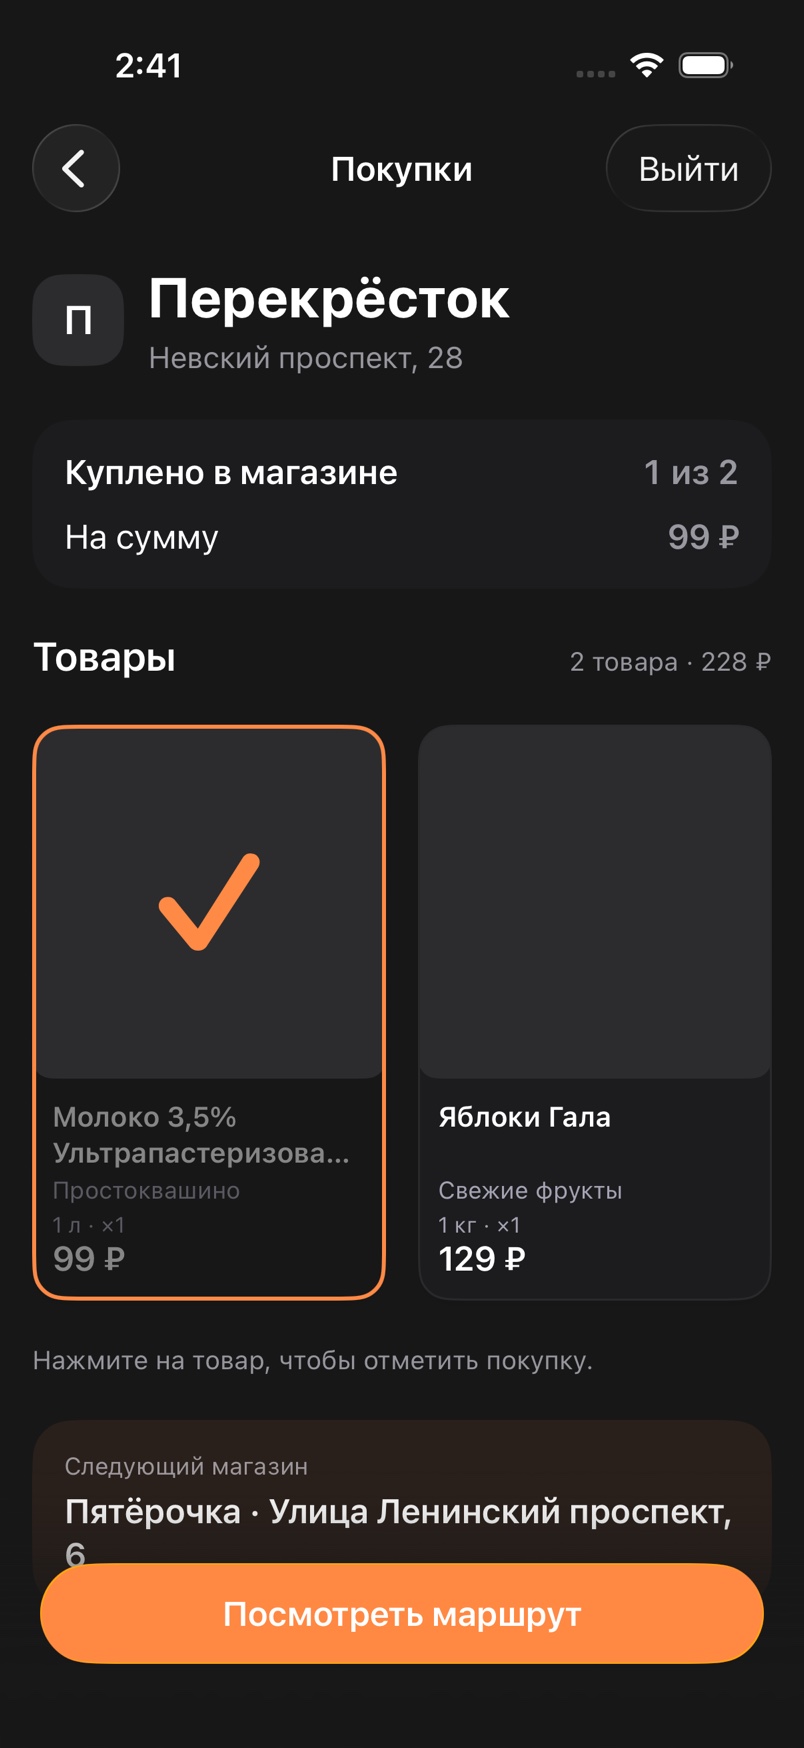 2:41
Покупки
Выйти
П
Перекрёсток
Невский проспект, 28
Куплено в магазине
1 из 2
На сумму
99 ₽
Товары
2 товара · 228 ₽
Молоко 3,5%
Ультрапастеризова...
Простоквашино
1 л · ×1
99 ₽
Яблоки Гала
Свежие фрукты
1 кг · ×1
129 ₽
Нажмите на товар, чтобы отметить покупку.
Следующий магазин
Пятёрочка · Улица Ленинский проспект,
6
Посмотреть маршрут